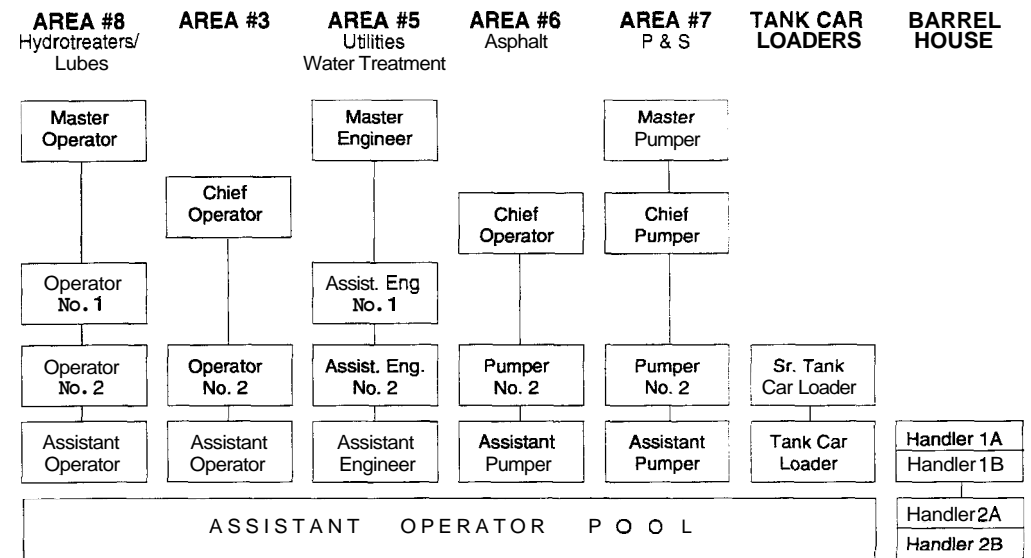 AREA #8
Hydrotreaters/
Lubes
Master
Operator
Operator
No. 1
Operator
No. 2
Assistant
Operator
AREA #3
Chief
Operator
Operator
No. 2
Assistant
Operator
AREA #5
Utilities
Water Treatment
Master
Engineer
Assist. Eng
No. 1
Assist. Eng.
No. 2
Assistant
Engineer
AREA #6
Asphalt
Chief
Operator
Pumper
No. 2
Assistant
Pumper
AREA #7
P & S
Master
Pumper
Chief
Pumper
Pumper
No. 2
Assistant
Pumper
TANK CAR
LOADERS
Sr. Tank
Car Loader
Tank Car
Loader
BARREL
HOUSE
Handler 1A
Handler 1B
Handler 2A
Handler 2B
ASSISTANT OPERATOR POOL